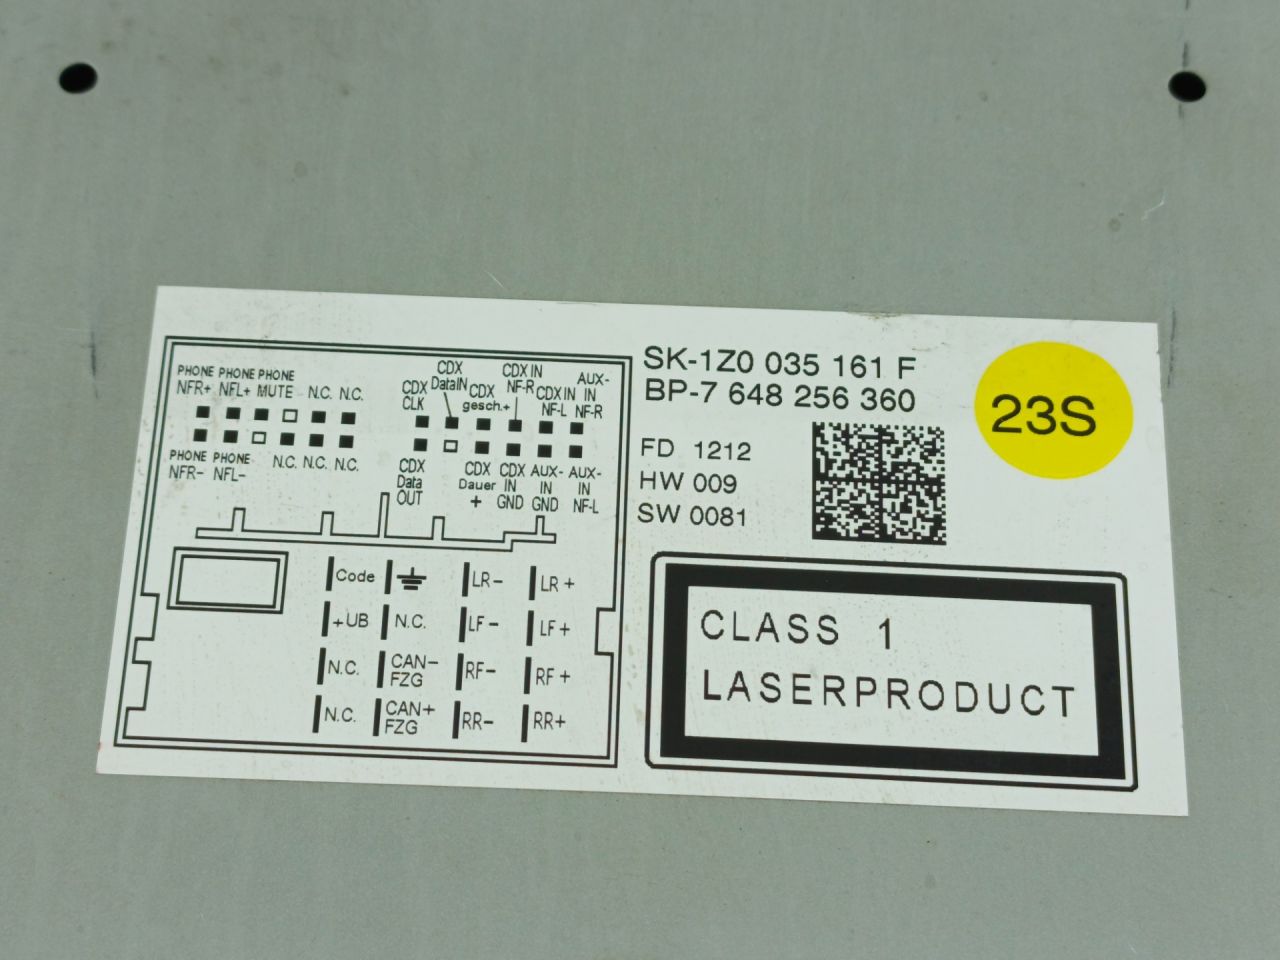 SK-1Z0 035 161 F
BP-7 648 256 360
23S
FD 1212
HW 009
SW 0081
CLASS 1
LASERPRODUCT
PHONE NFR+
PHONE NFL+
PHONE MUTE
N.C.
N.C.
PHONE NFR-
PHONE NFL-
N.C.
N.C.
N.C.
CDX CLK
CDX DataIN
CDX gesch.+
CDX IN NF-R
CDX IN NF-L
AUX-IN NF-R
CDX Data OUT
CDX Dauer +
CDX IN GND
AUX-IN GND
AUX-IN NF-L
Code
LR-
LR+
+UB
N.C.
LF-
LF+
N.C.
CAN- FZG
RF-
RF+
N.C.
CAN+ FZG
RR-
RR+